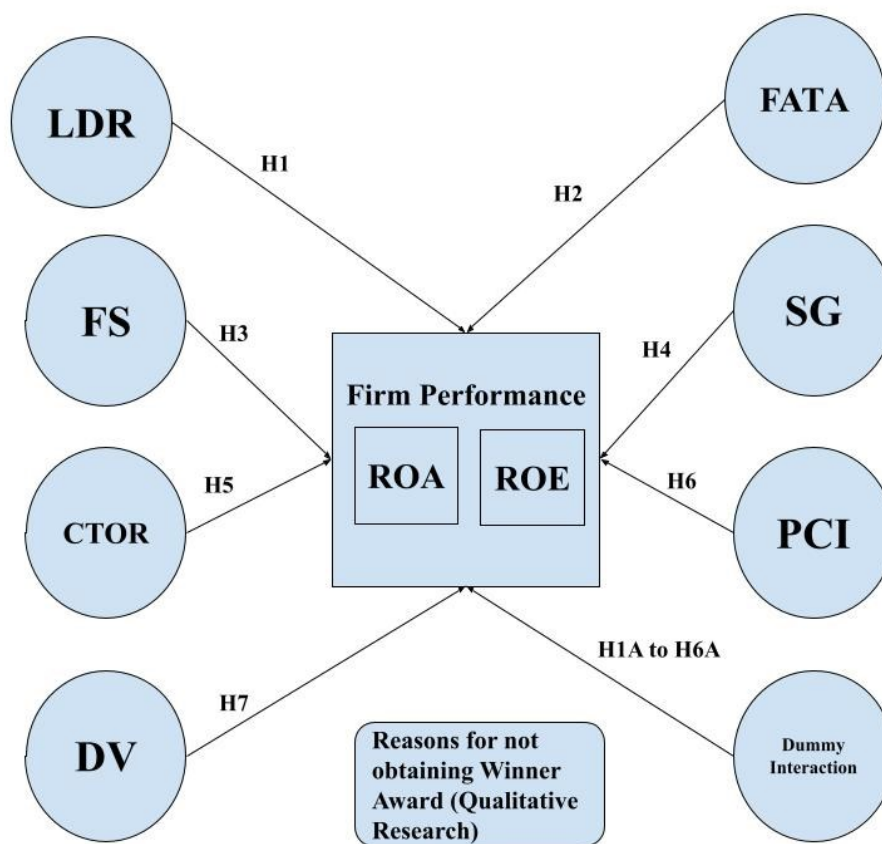 LDR
FATA
H1
H2
FS
SG
H3
H4
Firm Performance
ROA
ROE
CTOR
H5
H6
PCI
H1A to H6A
H7
DV
Reasons for not
obtaining Winner
Award (Qualitative
Research)
Dummy
Interaction